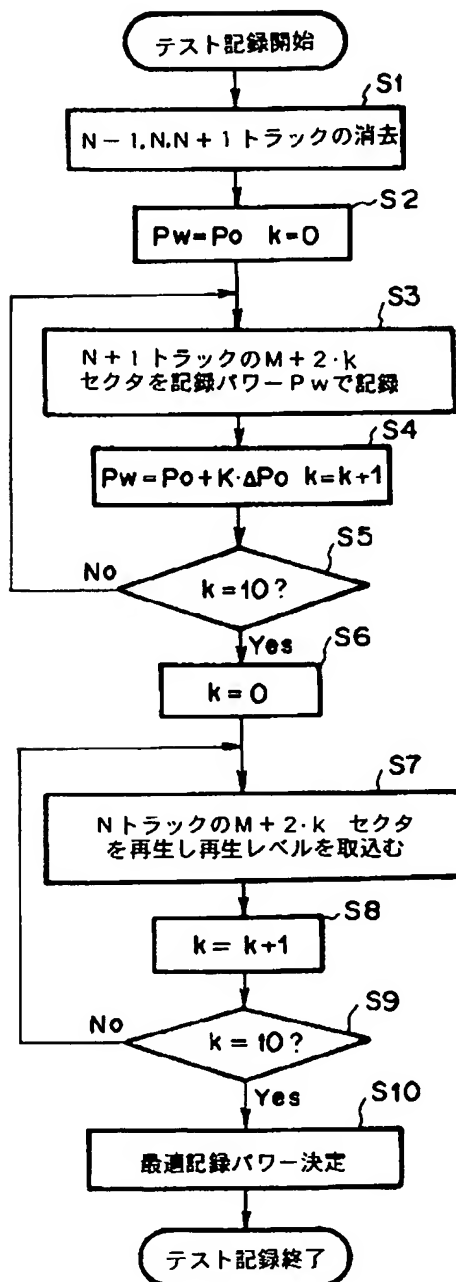 テスト記録開始
S1
N-1.N.N+1トラックの消去
S2
Pw=Po k=0
S3
N+1トラックのM+2·k
セクタを記録パワーPwで記録
S4
Pw=Po+K·ΔPo k=k+1
S5
No
k=10?
Yes
S6
k=0
S7
NトラックのM+2·k セクタ
を再生し再生レベルを取込む
S8
k=k+1
S9
No
k=10?
Yes
S10
最適記録パワー決定
テスト記録終了